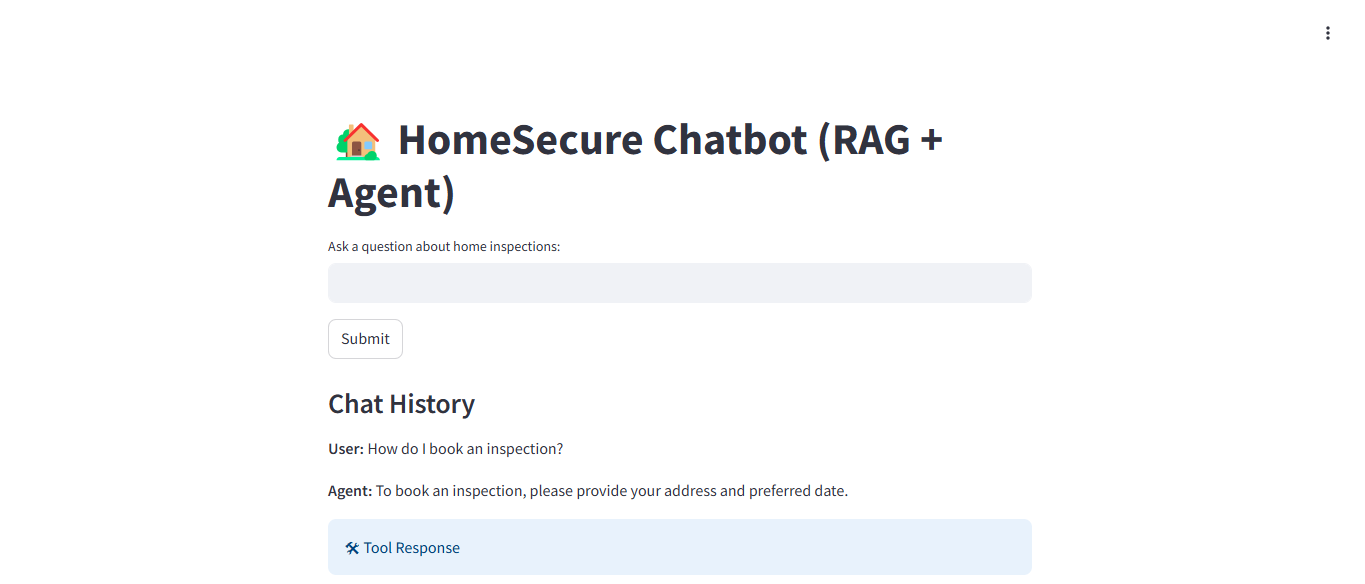 HomeSecure Chatbot (RAG +
Agent)
Ask a question about home inspections:
Submit
Chat History
User: How do I book an inspection?
Agent: To book an inspection, please provide your address and preferred date.
🛠 Tool Response